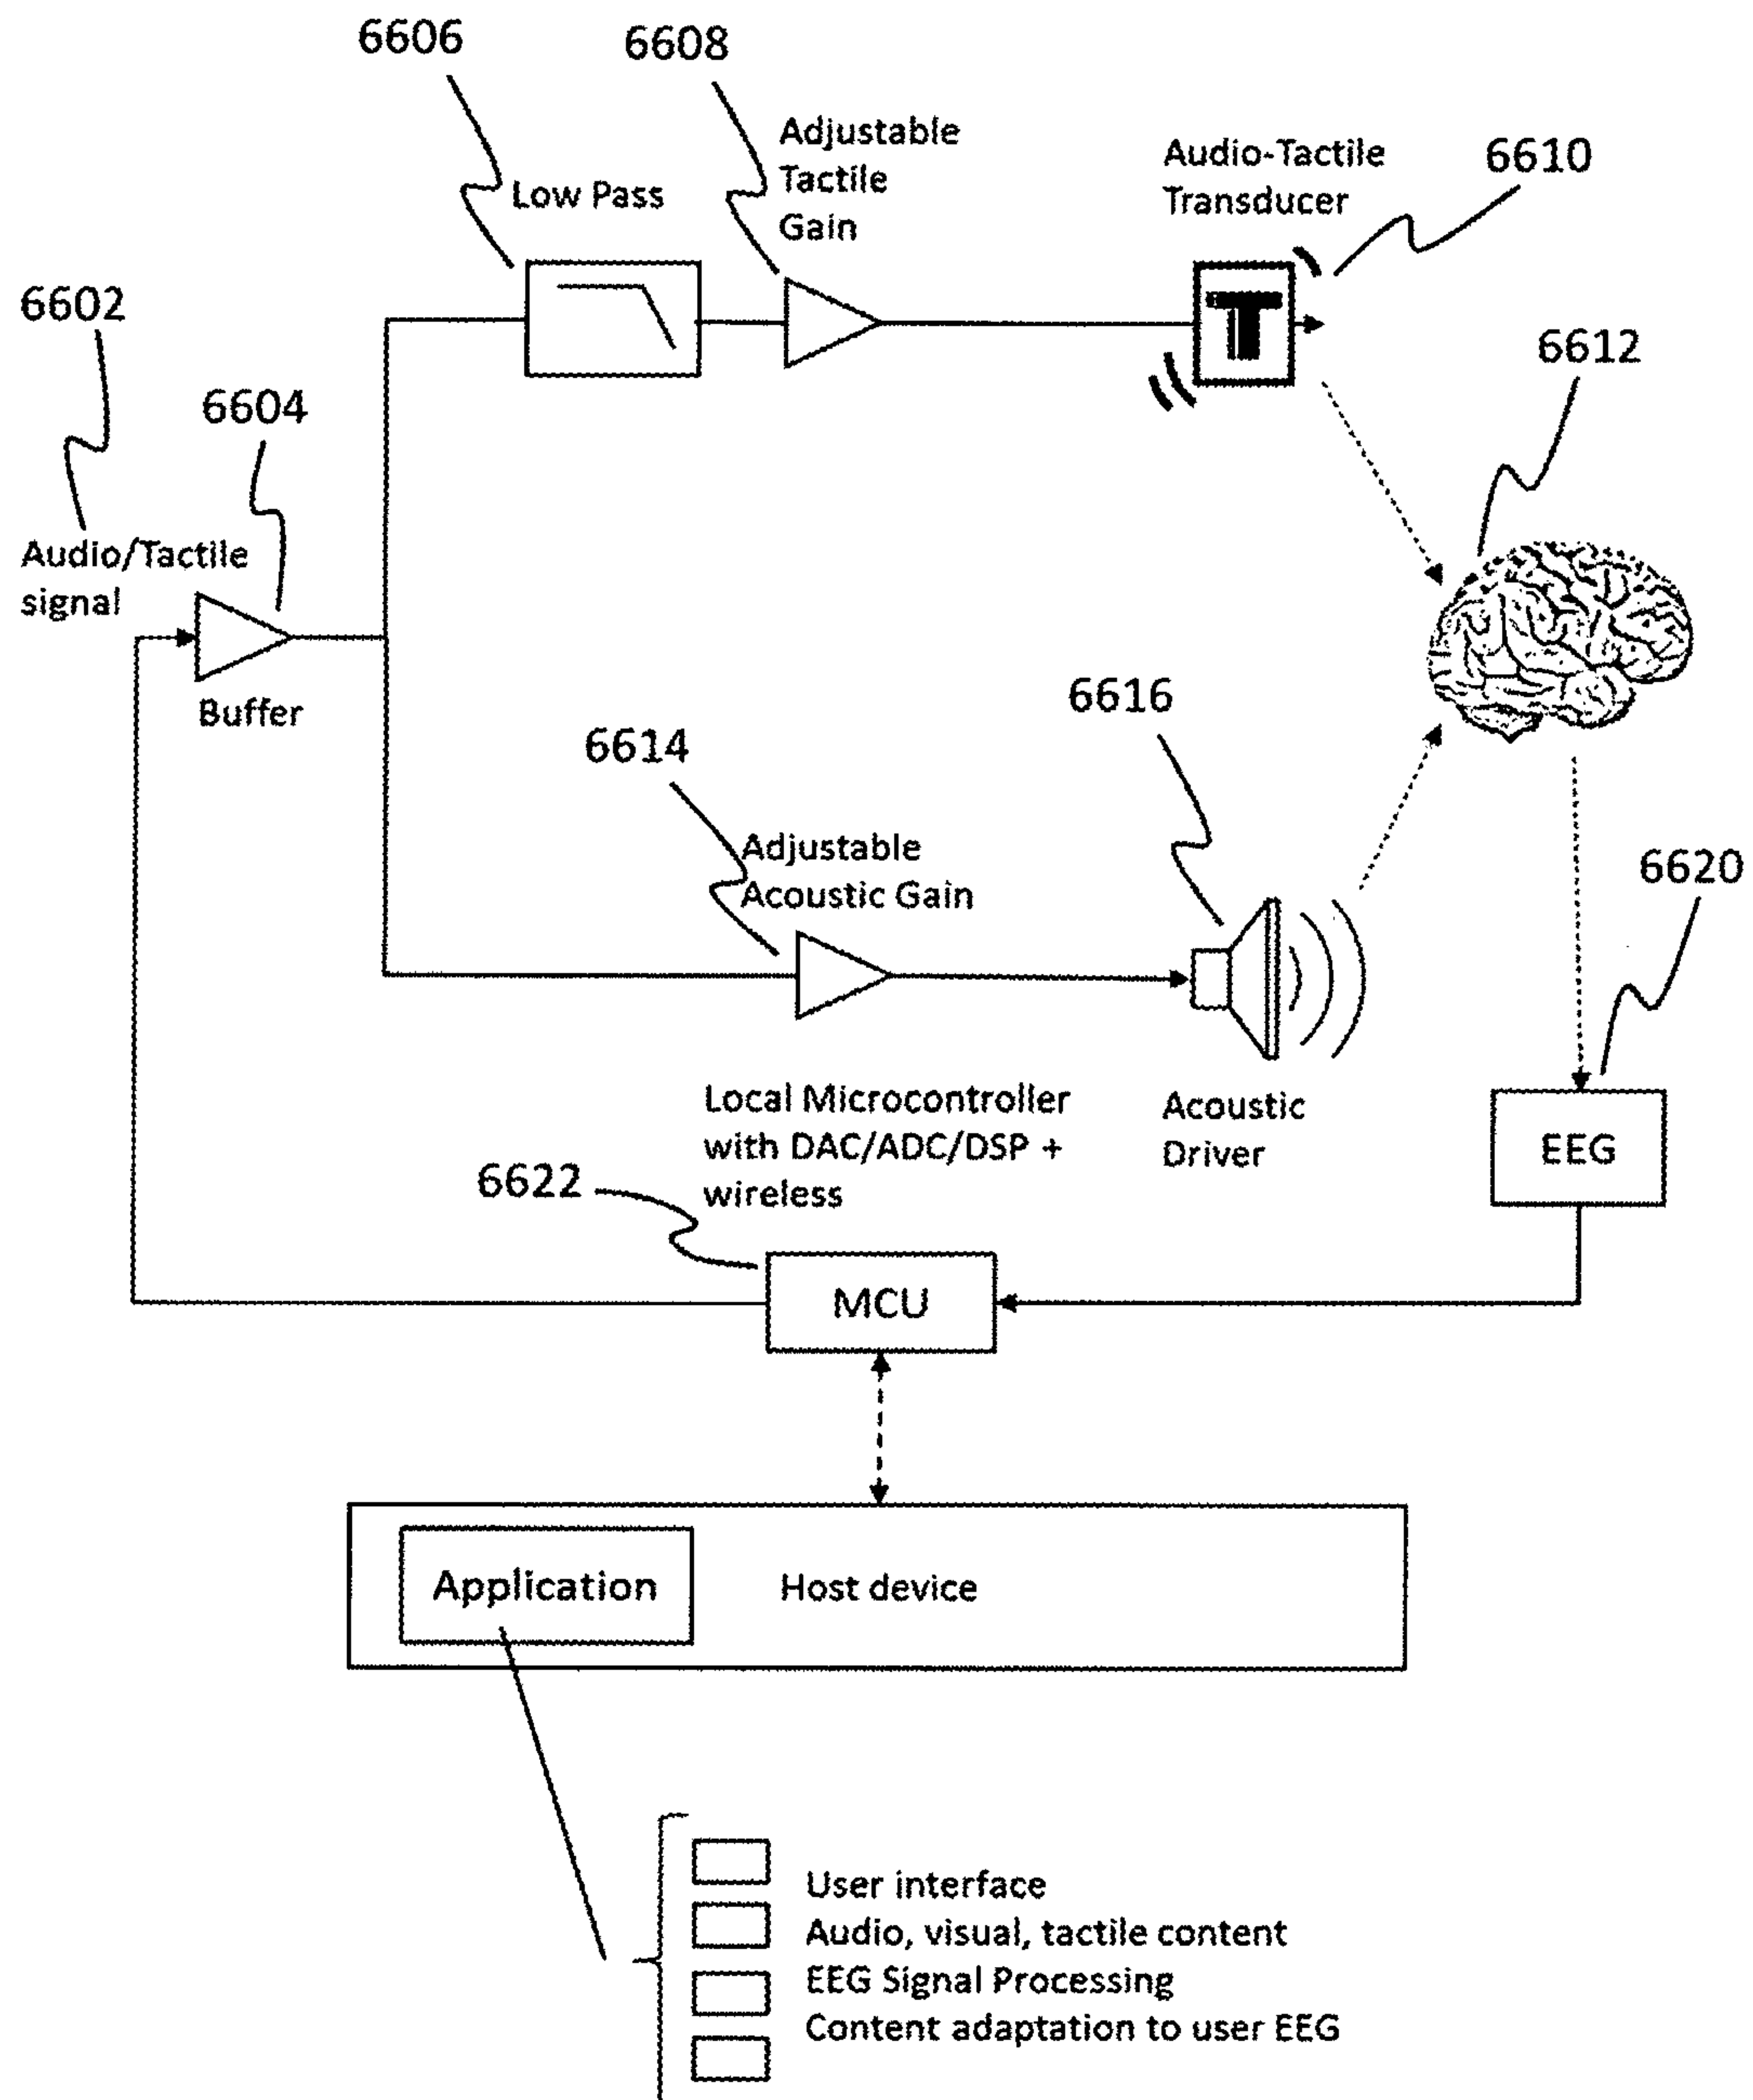 6606
6608
Adjustable
Tactile
Gain
Audio-Tactile
Transducer
6610
Low Pass
6602
T
6612
6604
Audio/Tactile
signal
Buffer
6616
6614
Adjustable
Acoustic Gain
6620
Local Microcontroller
with DAC/ADC/DSP +
wireless
Acoustic
Driver
EEG
6622
MCU
Application
Host device
User interface
Audio, visual, tactile content
EEG Signal Processing
Content adaptation to user EEG